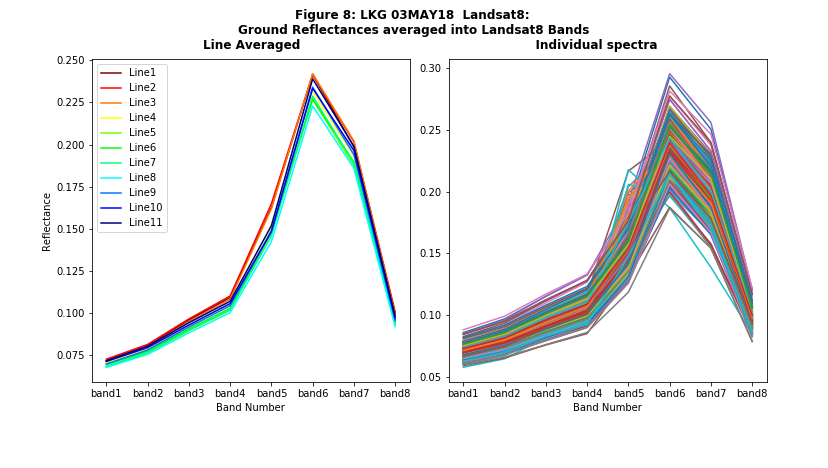 Figure 8: LKG 03MAY18 Landsat8:
Ground Reflectances averaged into Landsat8 Bands
Line Averaged
Individual spectra
0.250
0.225
0.200
0.175
0.150
0.125
0.100
0.075
Reflectance
Line1
Line2
Line3
Line4
Line5
Line6
Line7
Line8
Line9
Line10
Line11
band1 band2 band3 band4 band5 band6 band7 band8
Band Number
0.30
0.25
0.20
0.15
0.10
0.05
band1 band2 band3 band4 band5 band6 band7 band8
Band Number